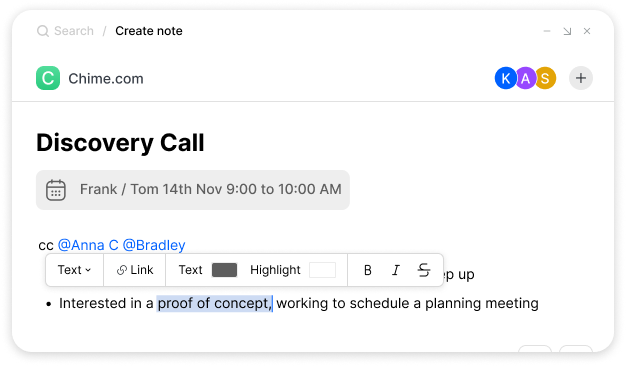 Search / Create note
C Chime.com K A S
Discovery Call
Frank / Tom 14th Nov 9:00 to 10:00 AM
cc @Anna C @Bradley
Text Link Text Highlight B I S
up
Interested in a proof of concept, working to schedule a planning meeting